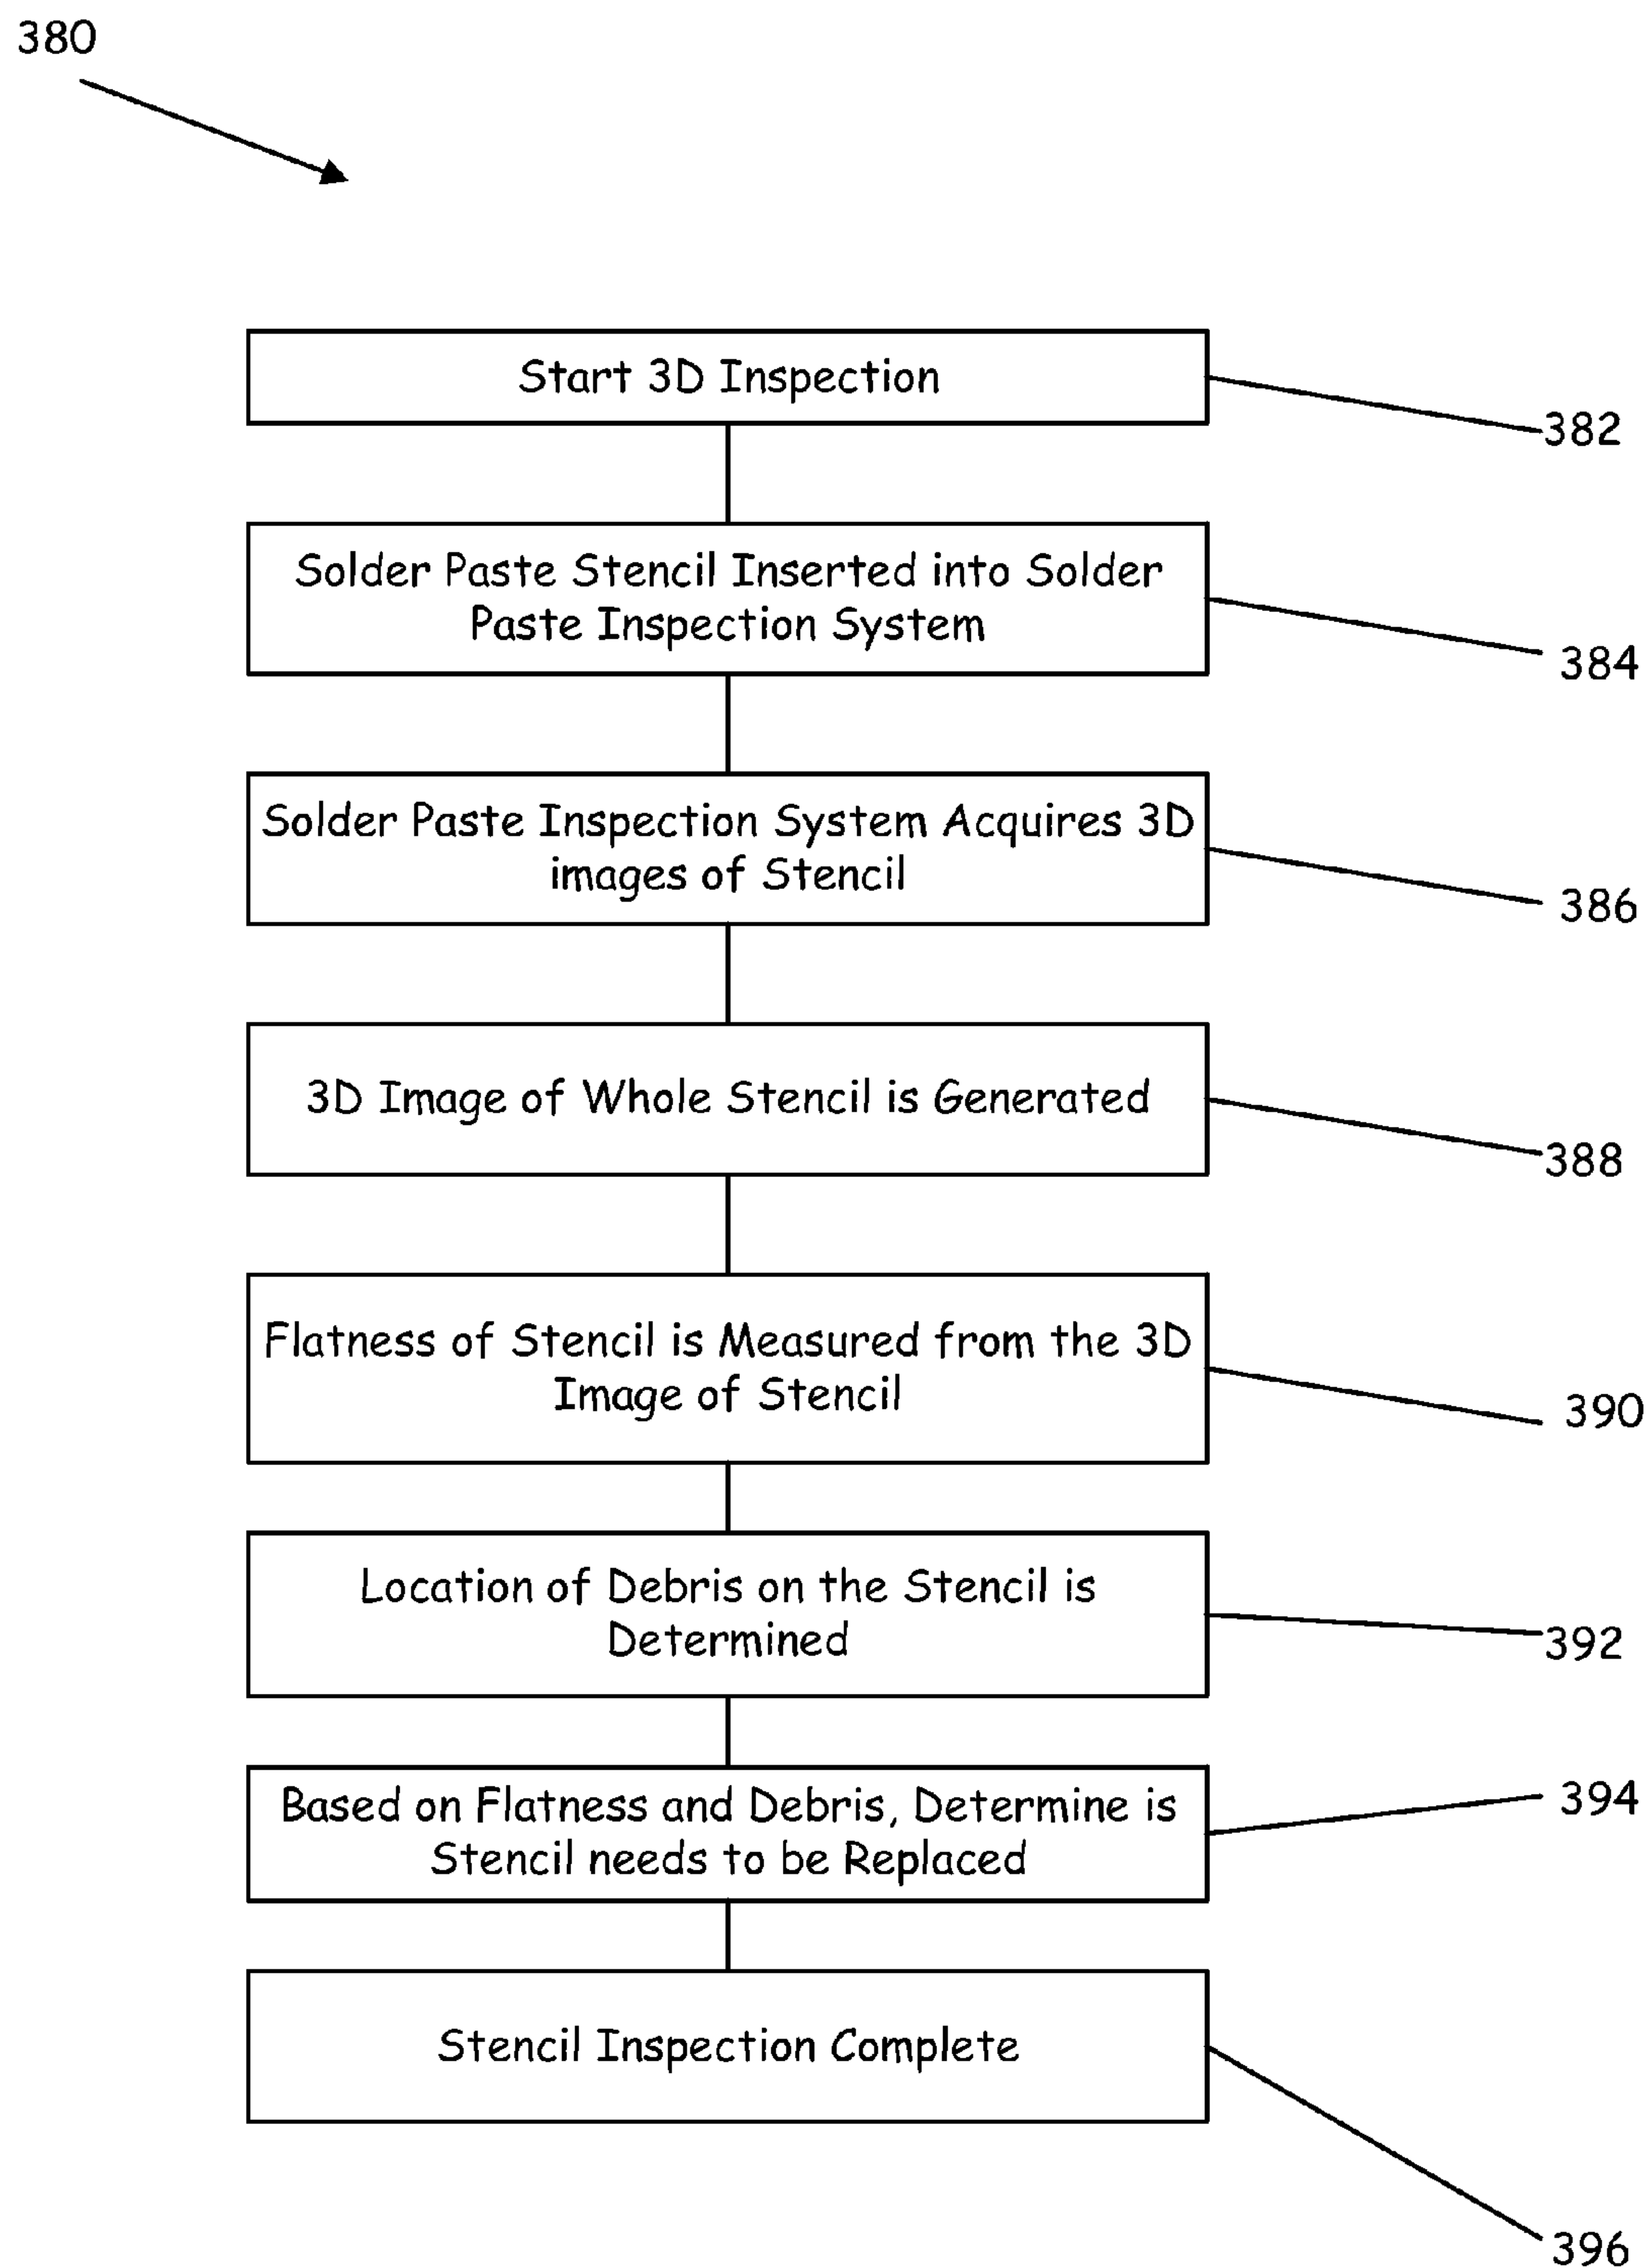 380
Start 3D Inspection
382
Solder Paste Stencil Inserted into Solder
Paste Inspection System
384
Solder Paste Inspection System Acquires 3D
images of Stencil
386
3D Image of Whole Stencil is Generated
388
Flatness of Stencil is Measured from the 3D
Image of Stencil
390
Location of Debris on the Stencil is
Determined
392
Based on Flatness and Debris, Determine is
Stencil needs to be Replaced
394
Stencil Inspection Complete
396